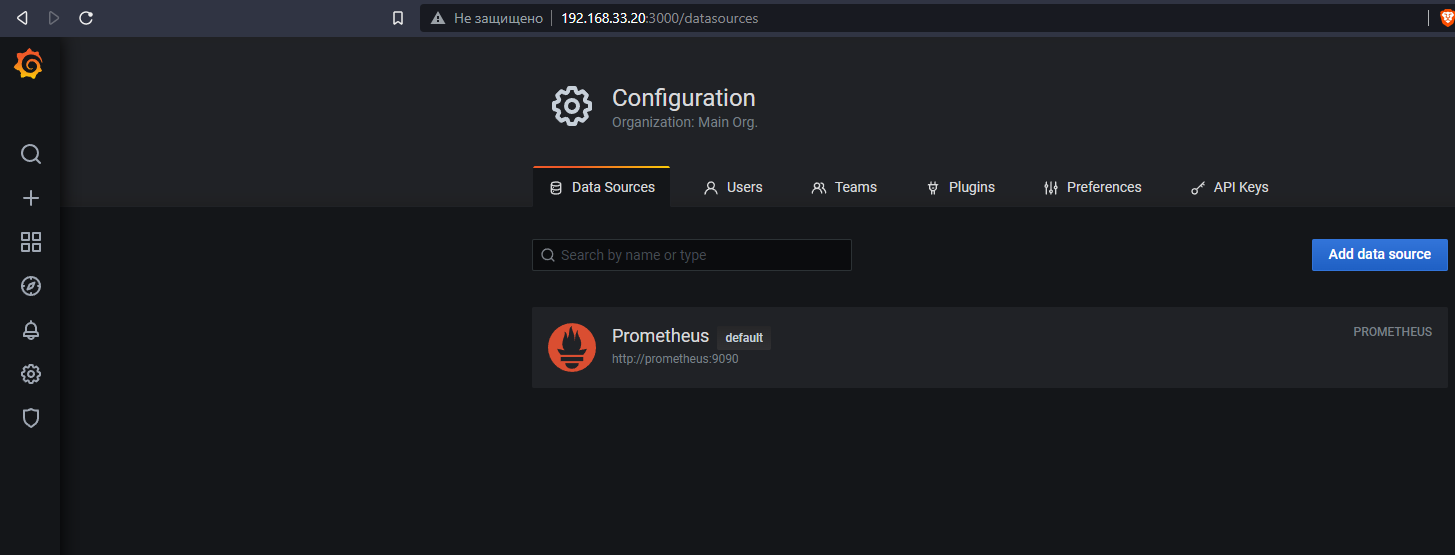 Не защищено 192.168.33.20:3000/datasources
Configuration
Organization: Main Org.
Data Sources Users Teams Plugins Preferences API Keys
Search by name or type Add data source
Prometheus default PROMETHEUS
http://prometheus:9090